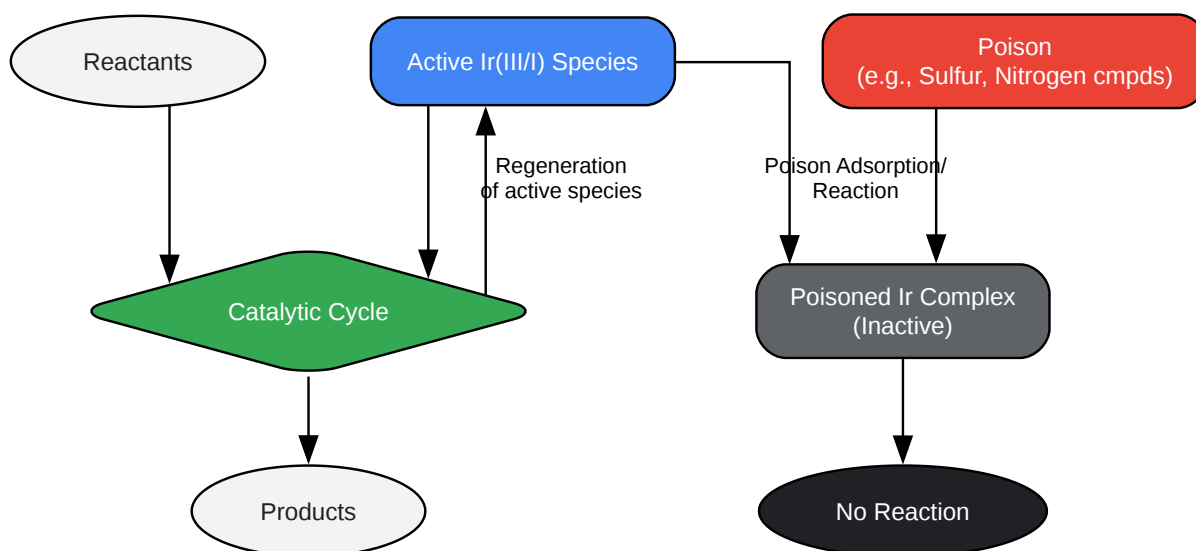 Reactants
Active Ir(III/I) Species
Poison
(e.g., Sulfur, Nitrogen cmpds)
Regeneration
of active species
Poison Adsorption/
Reaction
Catalytic Cycle
Poisoned Ir Complex
(Inactive)
Products
No Reaction